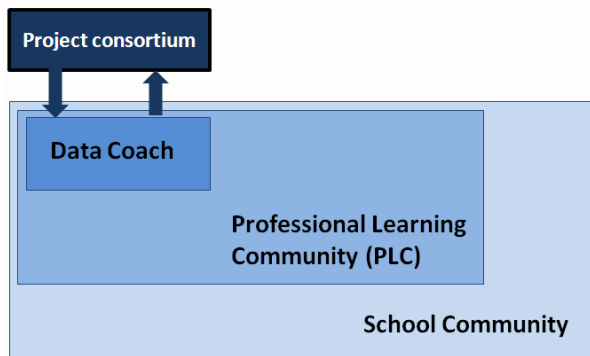 Project consortium
Data Coach
Professional Learning
Community (PLC)
School Community